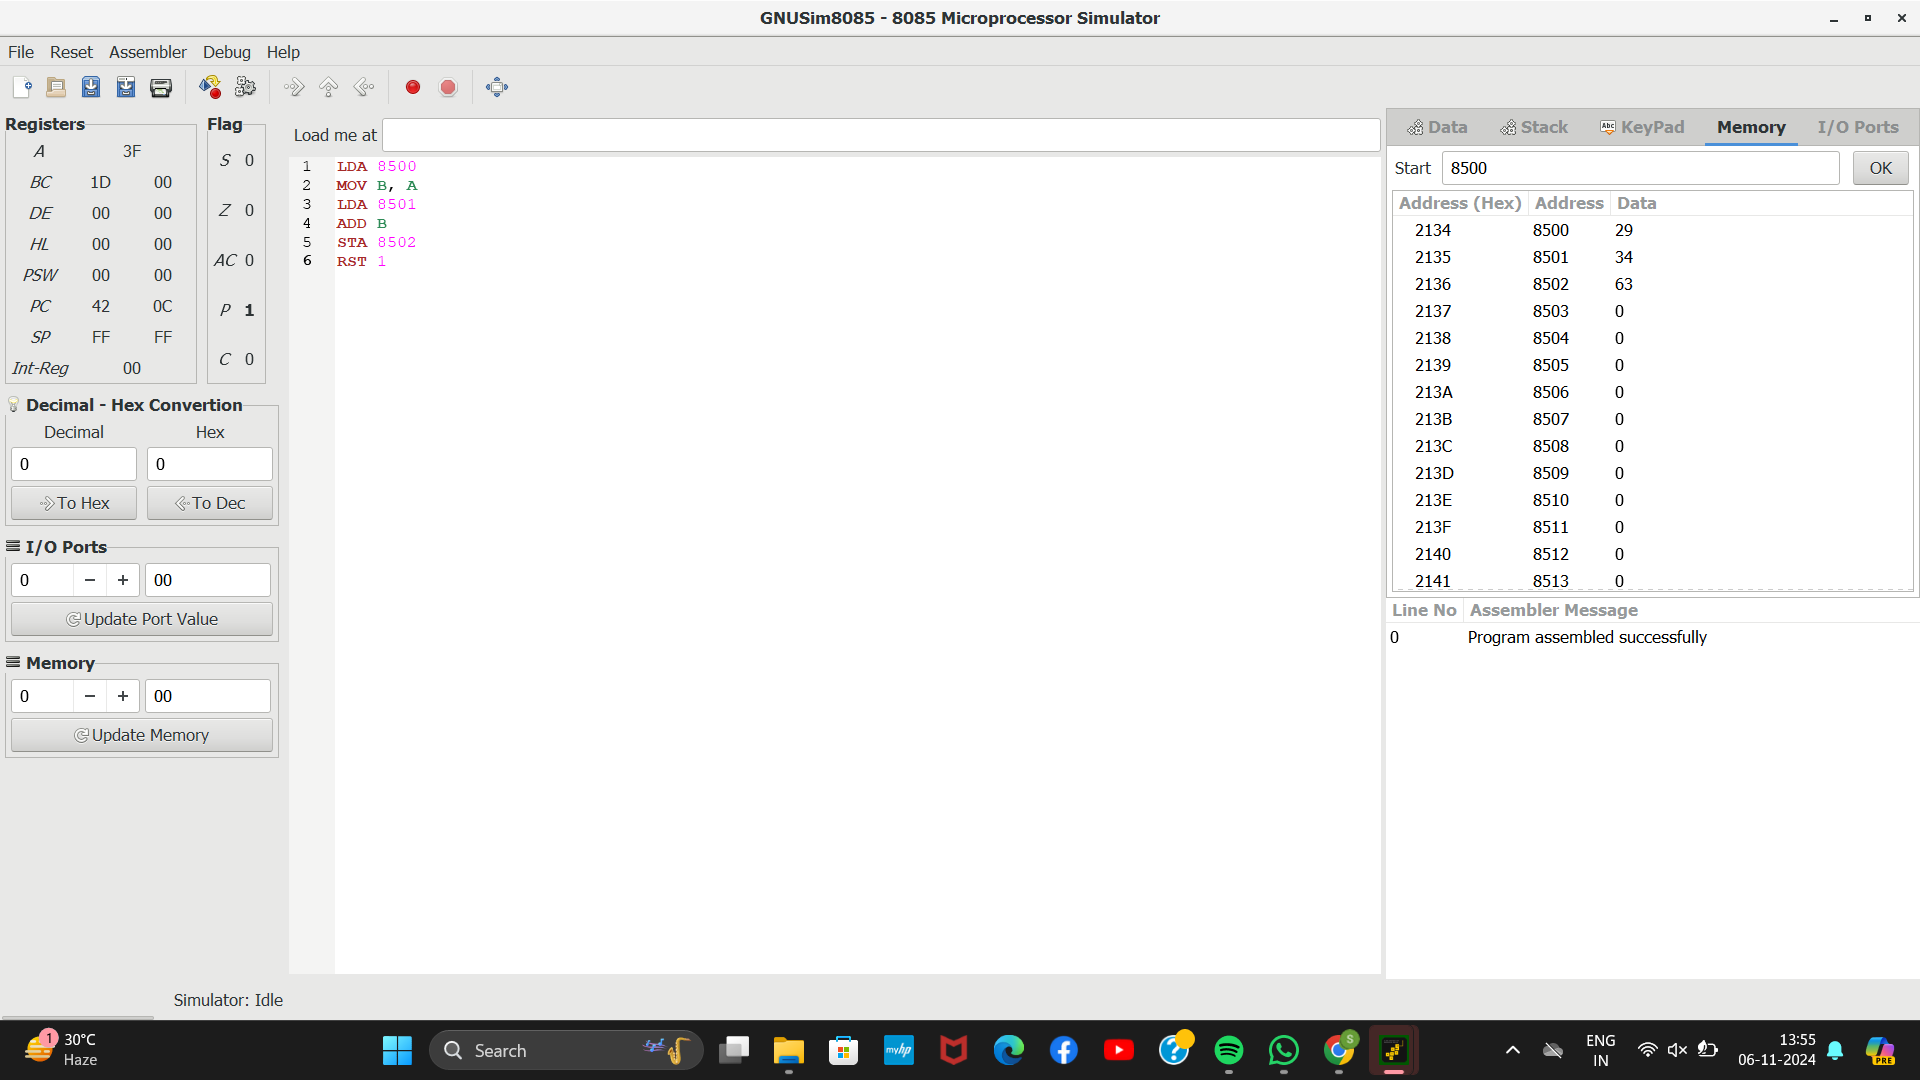 GNUSim8085 - 8085 Microprocessor Simulator
File Reset Assembler Debug Help
Registers
A 3F
BC 1D 00
DE 00 00
HL 00 00
PSW 00 00
PC 42 0C
SP FF FF
Int-Reg 00
Flag
S 0
Z 0
AC 0
P 1
C 0
Decimal - Hex Convertion
Decimal Hex
0 0
To Hex To Dec
I/O Ports
0 − + 00
Update Port Value
Memory
0 − + 00
Update Memory
Load me at
1 LDA 8500
2 MOV B, A
3 LDA 8501
4 ADD B
5 STA 8502
6 RST 1
Data Stack Abc KeyPad Memory I/O Ports
Start 8500 OK
Address (Hex) Address Data
2134 8500 29
2135 8501 34
2136 8502 63
2137 8503 0
2138 8504 0
2139 8505 0
213A 8506 0
213B 8507 0
213C 8508 0
213D 8509 0
213E 8510 0
213F 8511 0
2140 8512 0
2141 8513 0
Line No Assembler Message
0 Program assembled successfully
Simulator: Idle
1
30°C
Haze
Search
myhp
S
ENG
IN
13:55
06-11-2024
PRE